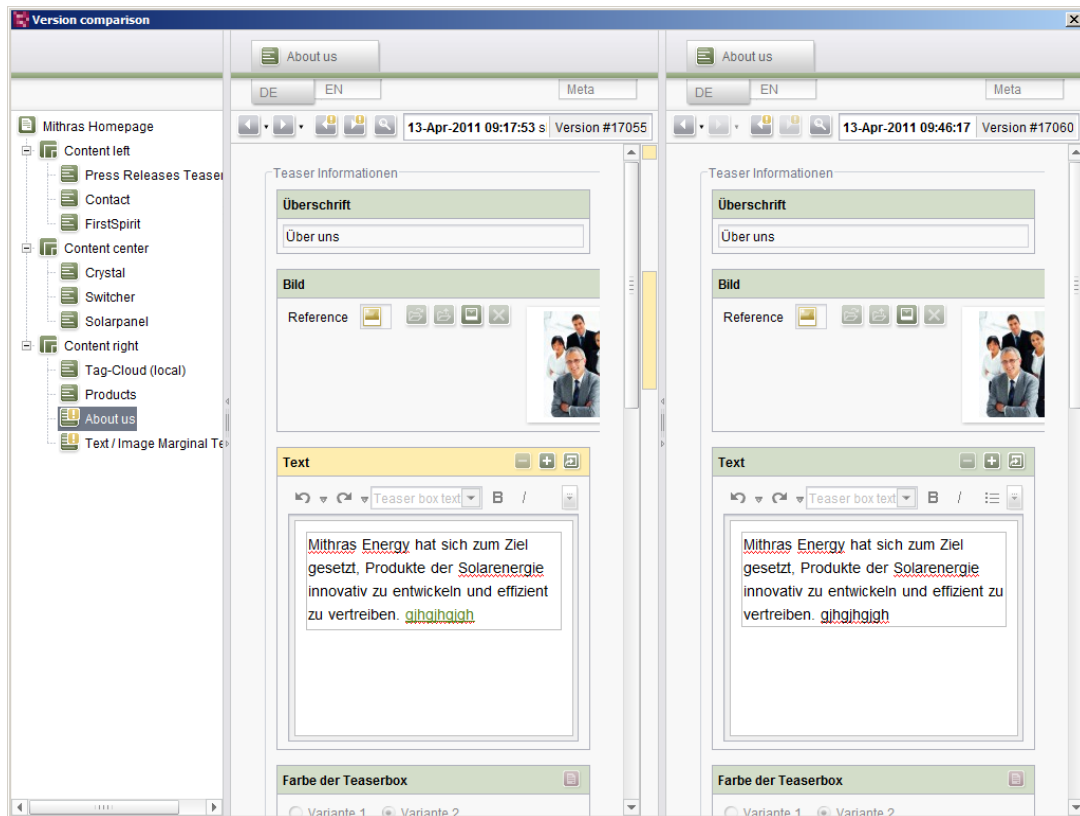 Version comparison
Mithras Homepage
Content left
Press Releases Teaser
Contact
FirstSpirit
Content center
Crystal
Switcher
Solarpanel
Content right
Tag-Cloud (local)
Products
About us
Text / Image Marginal Te
About us
DE EN Meta
13-Apr-2011 09:17:53 s Version #17055
Teaser Informationen
Überschrift
Über uns
Bild
Reference
Text
Teaser box text B I
Mithras Energy hat sich zum Ziel
gesetzt, Produkte der Solarenergie
innovativ zu entwickeln und effizient
zu vertreiben. gjhgjhgjgh
Farbe der Teaserbox
Variante 1 Variante 2
About us
DE EN Meta
13-Apr-2011 09:46:17 Version #17060
Teaser Informationen
Überschrift
Über uns
Bild
Reference
Text
Teaser box text B I
Mithras Energy hat sich zum Ziel
gesetzt, Produkte der Solarenergie
innovativ zu entwickeln und effizient zu
vertreiben. gjhgjhgjgh
Farbe der Teaserbox
Variante 1 Variante 2